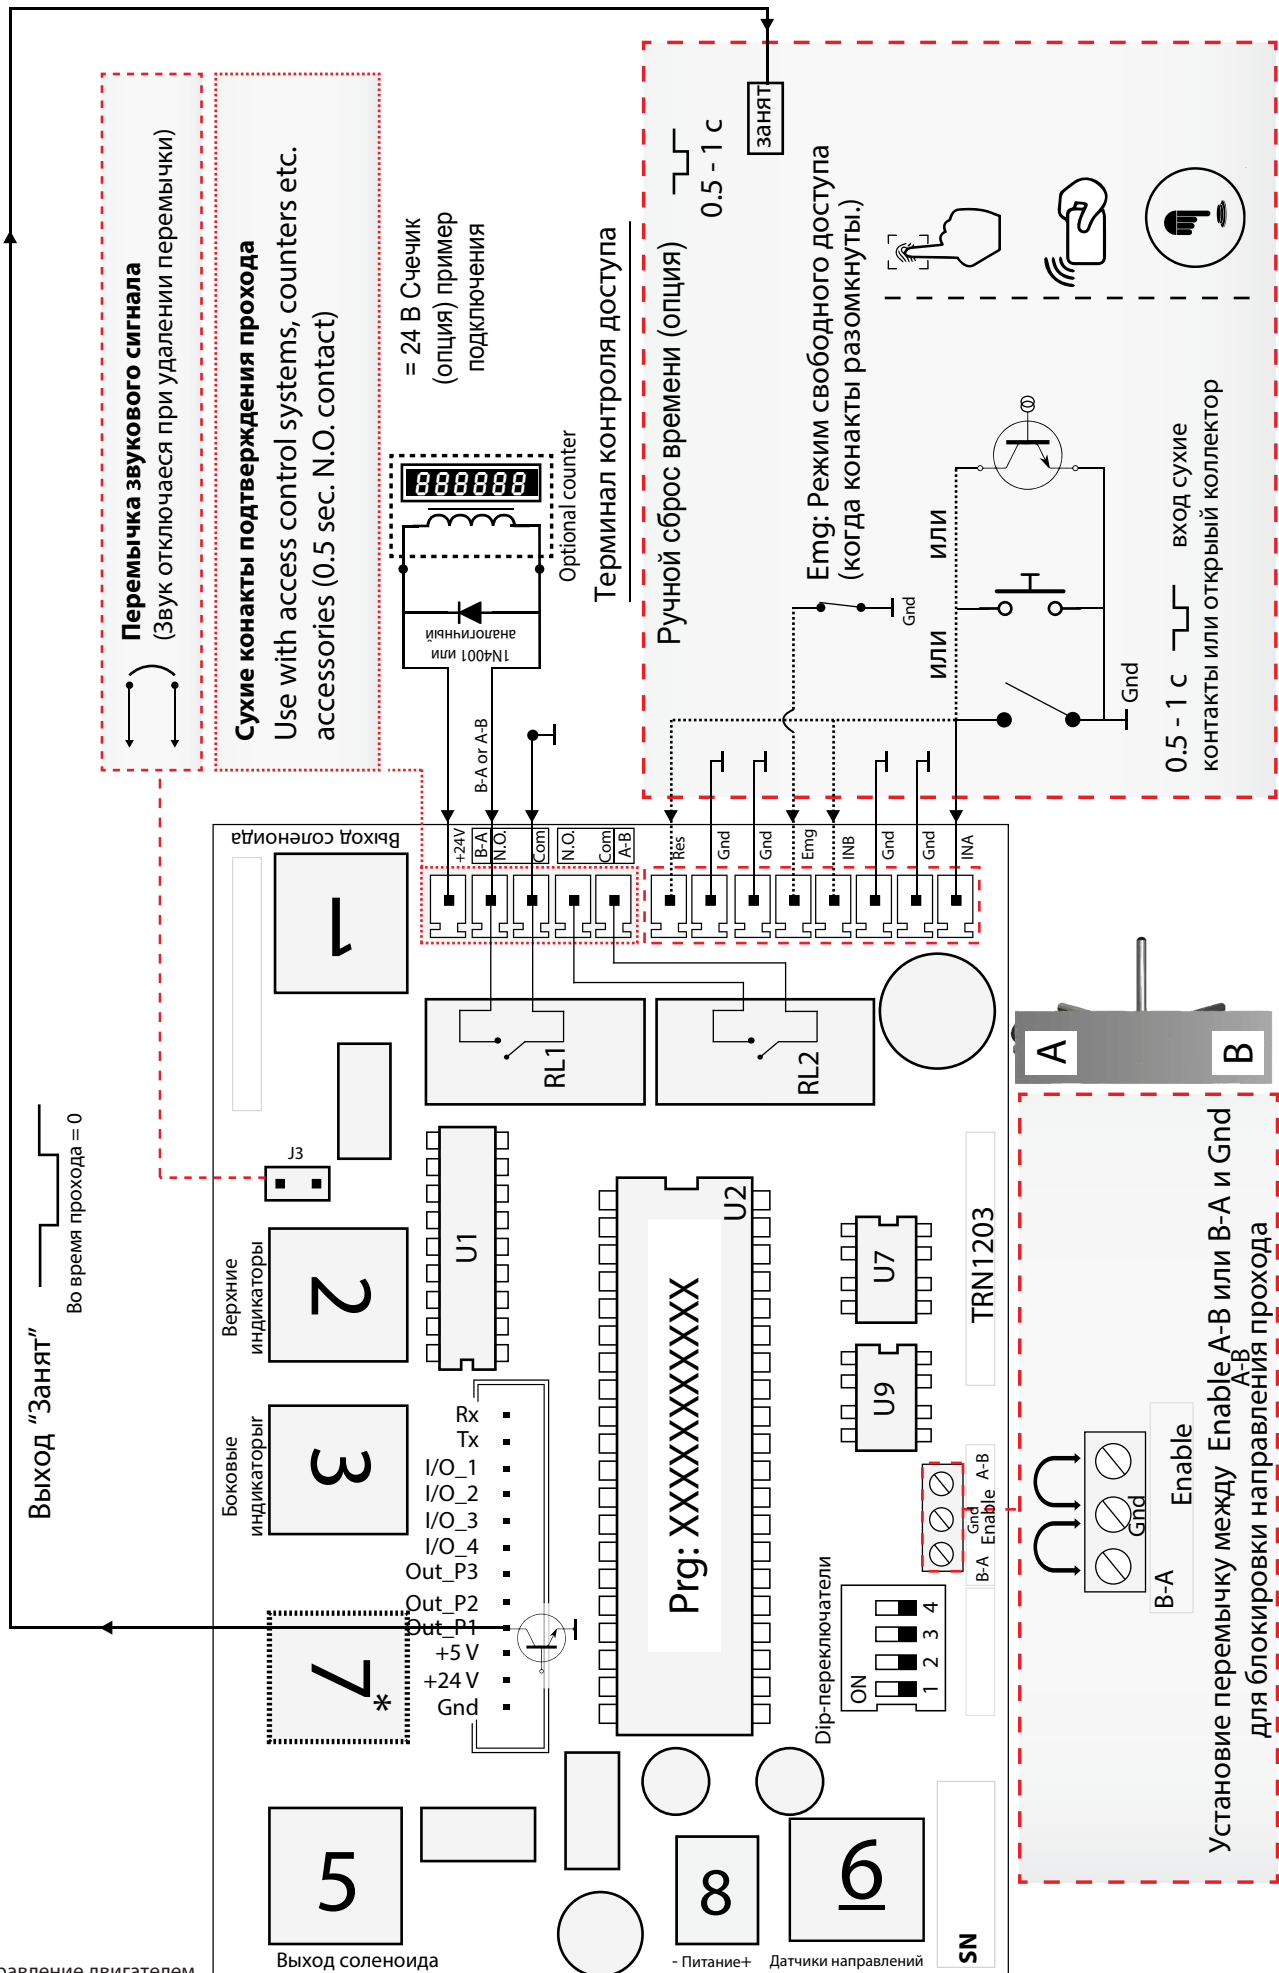 Выход "Занят"
Во время прохода = 0
Перемычка звукового сигнала
(Звук отключаеся при удалении перемычки)
Сухие конакты подтверждения прохода
Use with access control systems, counters etc.
accessories (0.5 sec. N.O. contact)
= 24 В Счечик
(опция) пример
подключения
Optional counter
888888
1N4001 или
аналогичный
B-A or A-B
Терминал контроля доступа
Ручной сброс времени (опция)
0.5 - 1 с
занят
Emg: Режим свободного доступа
(когда конакты разомкнуты.)
Gnd
или
или
Gnd
0.5 - 1 с
вход сухие
контакты или открыый коллектор
Выход соленоида
1
+24V
B-A
N.O.
Com
N.O.
Com
A-B
Res
Gnd
Gnd
Emg
INB
Gnd
Gnd
INA
RL1
RL2
J3
Верхние
индикаторы
2
Боковые
индикаторыг
3
7*
5
Выход соленоида
U1
U2
Prg: XXXXXXXXXXXX
U7
U9
TRN1203
Rx
Tx
I/O_1
I/O_2
I/O_3
I/O_4
Out_P3
Out_P2
Out_P1
+5 V
+24 V
Gnd
Dip-переключатели
ON
1 2 3 4
B-A
Gnd
Enable
A-B
8
- Питание+
6
Датчики направлений
SN
A
B
B-A
Gnd
Enable
A-B
Установие перемычку между Enable A-B или B-A и Gnd
для блокировки направления прохода
равление двигателем